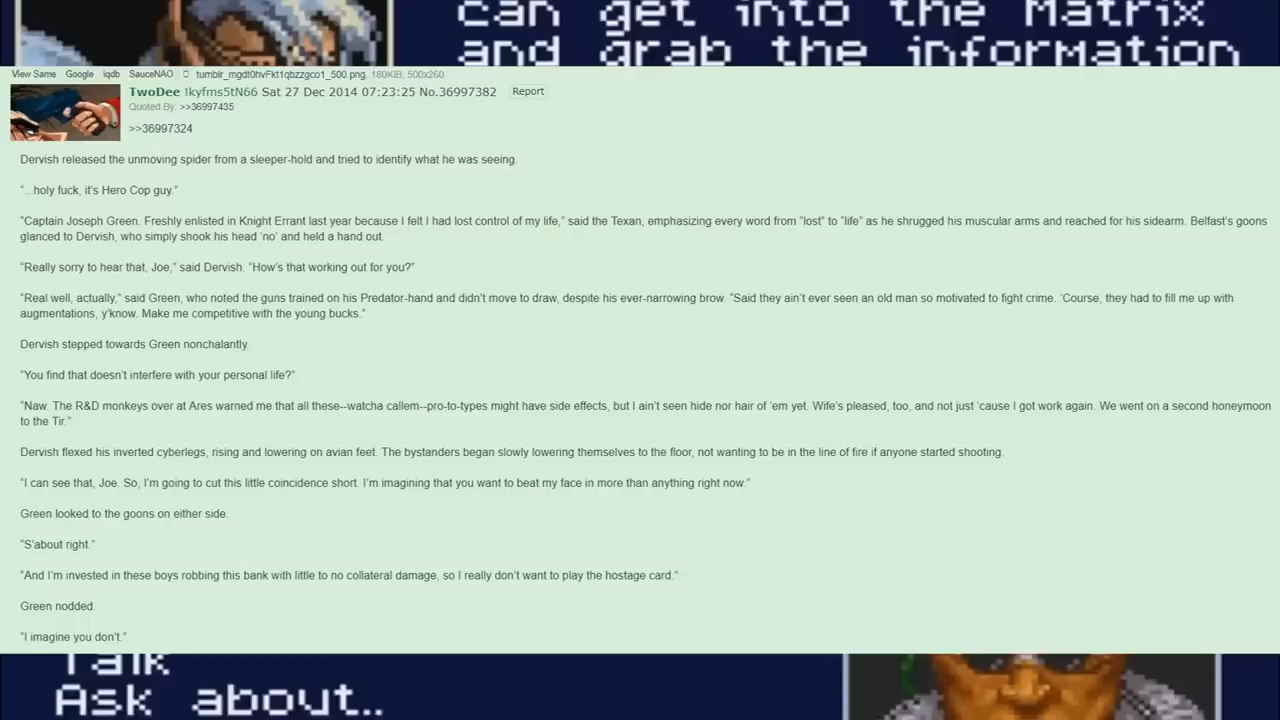 can get into the Matrix
and grab the information
View Same Google iqdb SauceNAO tumblr_mgdt0hvFkt1qbzzgco1_500.png, 180KiB, 500x260
TwoDee !kyfms5tN66 Sat 27 Dec 2014 07:23:25 No.36997382 Report
Quoted By: >>36997435
>>36997324
Dervish released the unmoving spider from a sleeper-hold and tried to identify what he was seeing.
“...holy fuck, it’s Hero Cop guy.”
“Captain Joseph Green. Freshly enlisted in Knight Errant last year because I felt I had lost control of my life,” said the Texan, emphasizing every word from “lost” to “life” as he shrugged his muscular arms and reached for his sidearm. Belfast’s goons
glanced to Dervish, who simply shook his head ‘no’ and held a hand out.
“Really sorry to hear that, Joe,” said Dervish. “How’s that working out for you?”
“Real well, actually,” said Green, who noted the guns trained on his Predator-hand and didn’t move to draw, despite his ever-narrowing brow. “Said they ain’t ever seen an old man so motivated to fight crime. ‘Course, they had to fill me up with
augmentations, y’know. Make me competitive with the young bucks.”
Dervish stepped towards Green nonchalantly.
“You find that doesn’t interfere with your personal life?”
“Naw. The R&D monkeys over at Ares warned me that all these--watcha callem--pro-to-types might have side effects, but I ain’t seen hide nor hair of ‘em yet. Wife’s pleased, too, and not just ‘cause I got work again. We went on a second honeymoon
to the Tir.”
Dervish flexed his inverted cyberlegs, rising and lowering on avian feet. The bystanders began slowly lowering themselves to the floor, not wanting to be in the line of fire if anyone started shooting.
“I can see that, Joe. So, I’m going to cut this little coincidence short. I’m imagining that you want to beat my face in more than anything right now.”
Green looked to the goons on either side.
“S’about right.”
“And I’m invested in these boys robbing this bank with little to no collateral damage, so I really don’t want to play the hostage card.”
Green nodded.
“I imagine you don’t.”
Talk
Ask about..